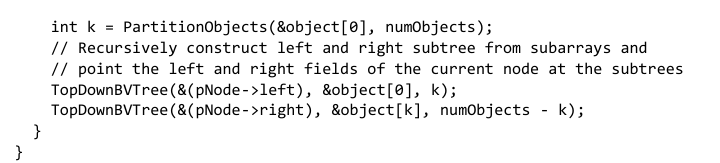 int k = PartitionObjects(&object[0], numObjects);
// Recursively construct left and right subtree from subarrays and
// point the left and right fields of the current node at the subtrees
TopDownBVTree(&(pNode->left), &object[0], k);
TopDownBVTree(&(pNode->right), &object[k], numObjects - k);
}
}